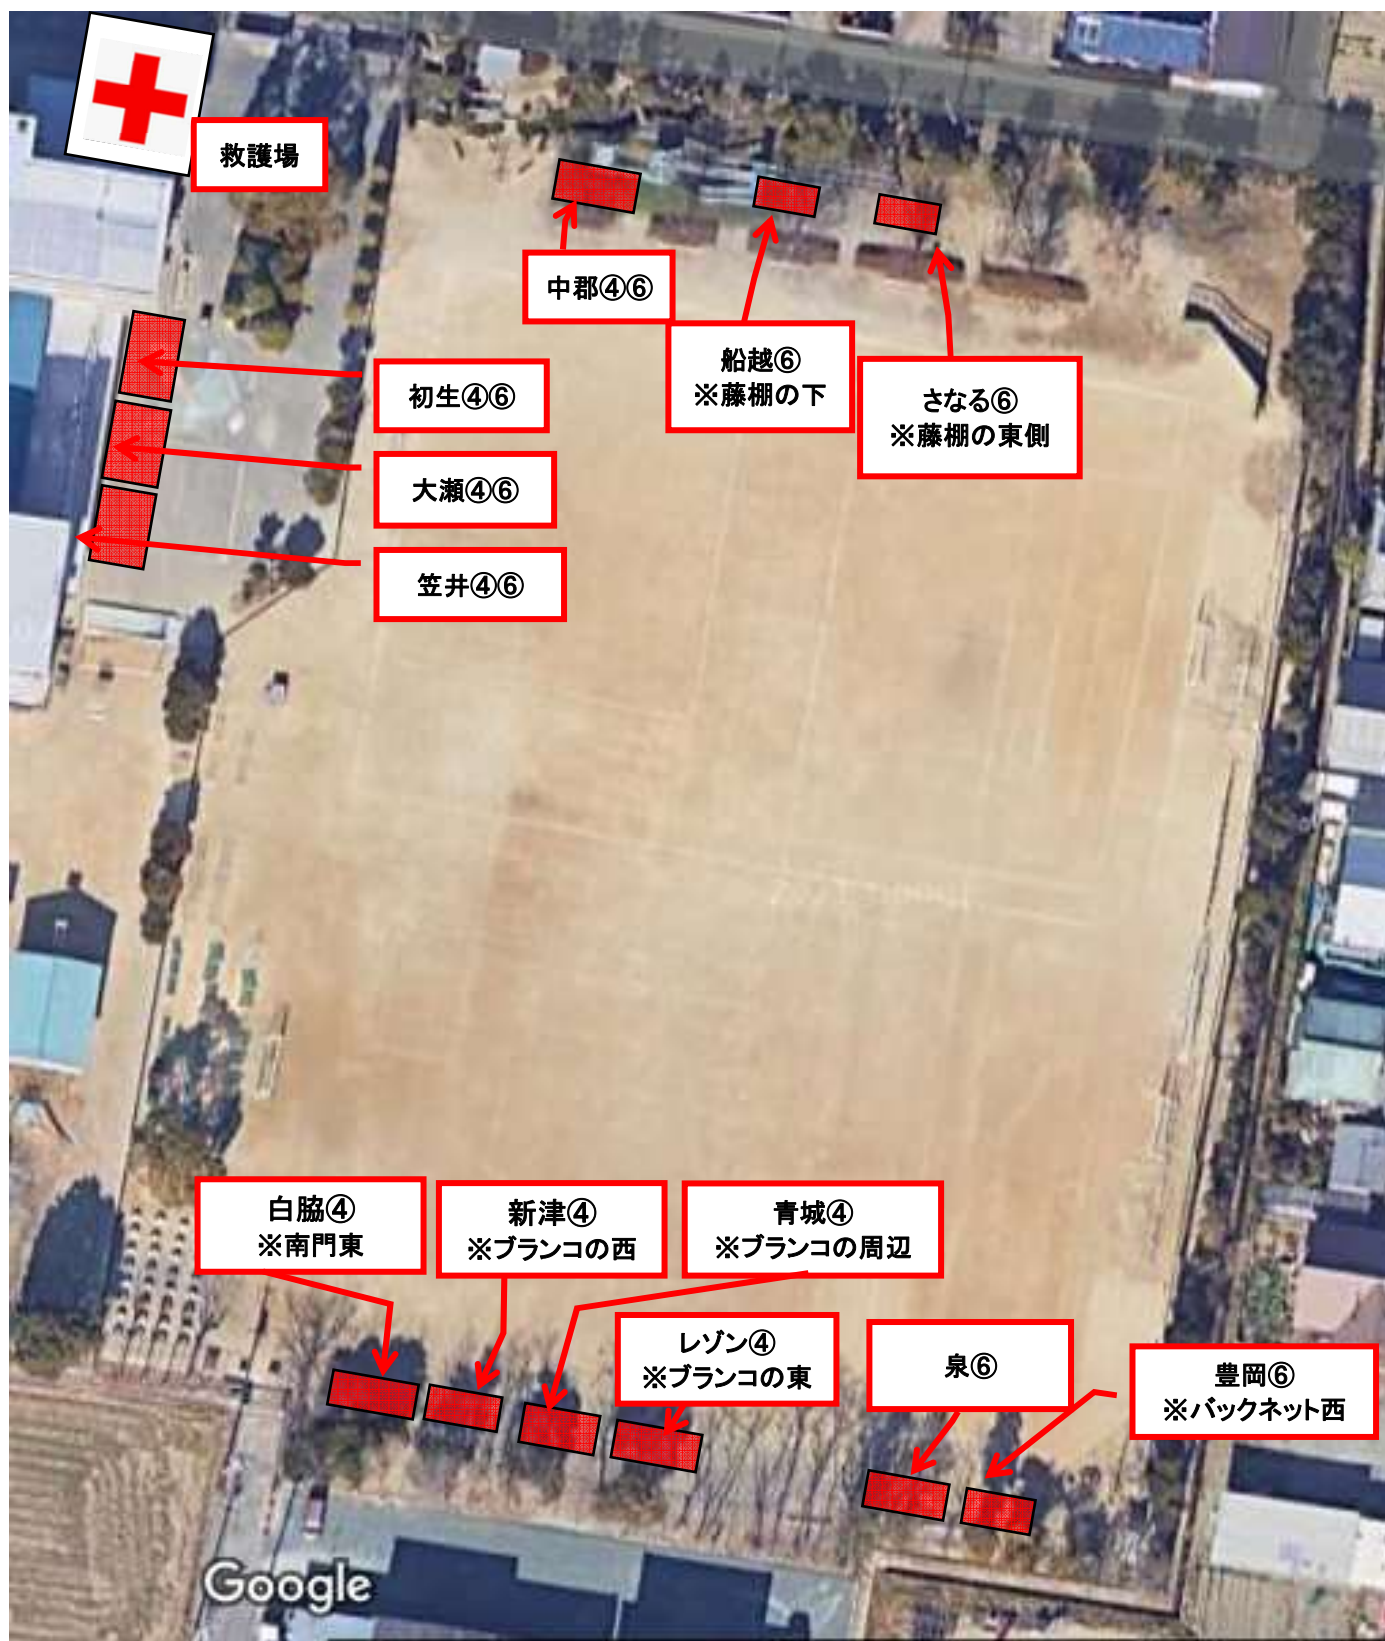 救護場
中郡④⑥
船越⑥
※藤棚の下
さなる⑥
※藤棚の東側
初生④⑥
大瀬④⑥
笠井④⑥
白脇④
※南門東
新津④
※ブランコの西
青城④
※ブランコの周辺
レゾン④
※ブランコの東
泉⑥
豊岡⑥
※バックネット西
Google